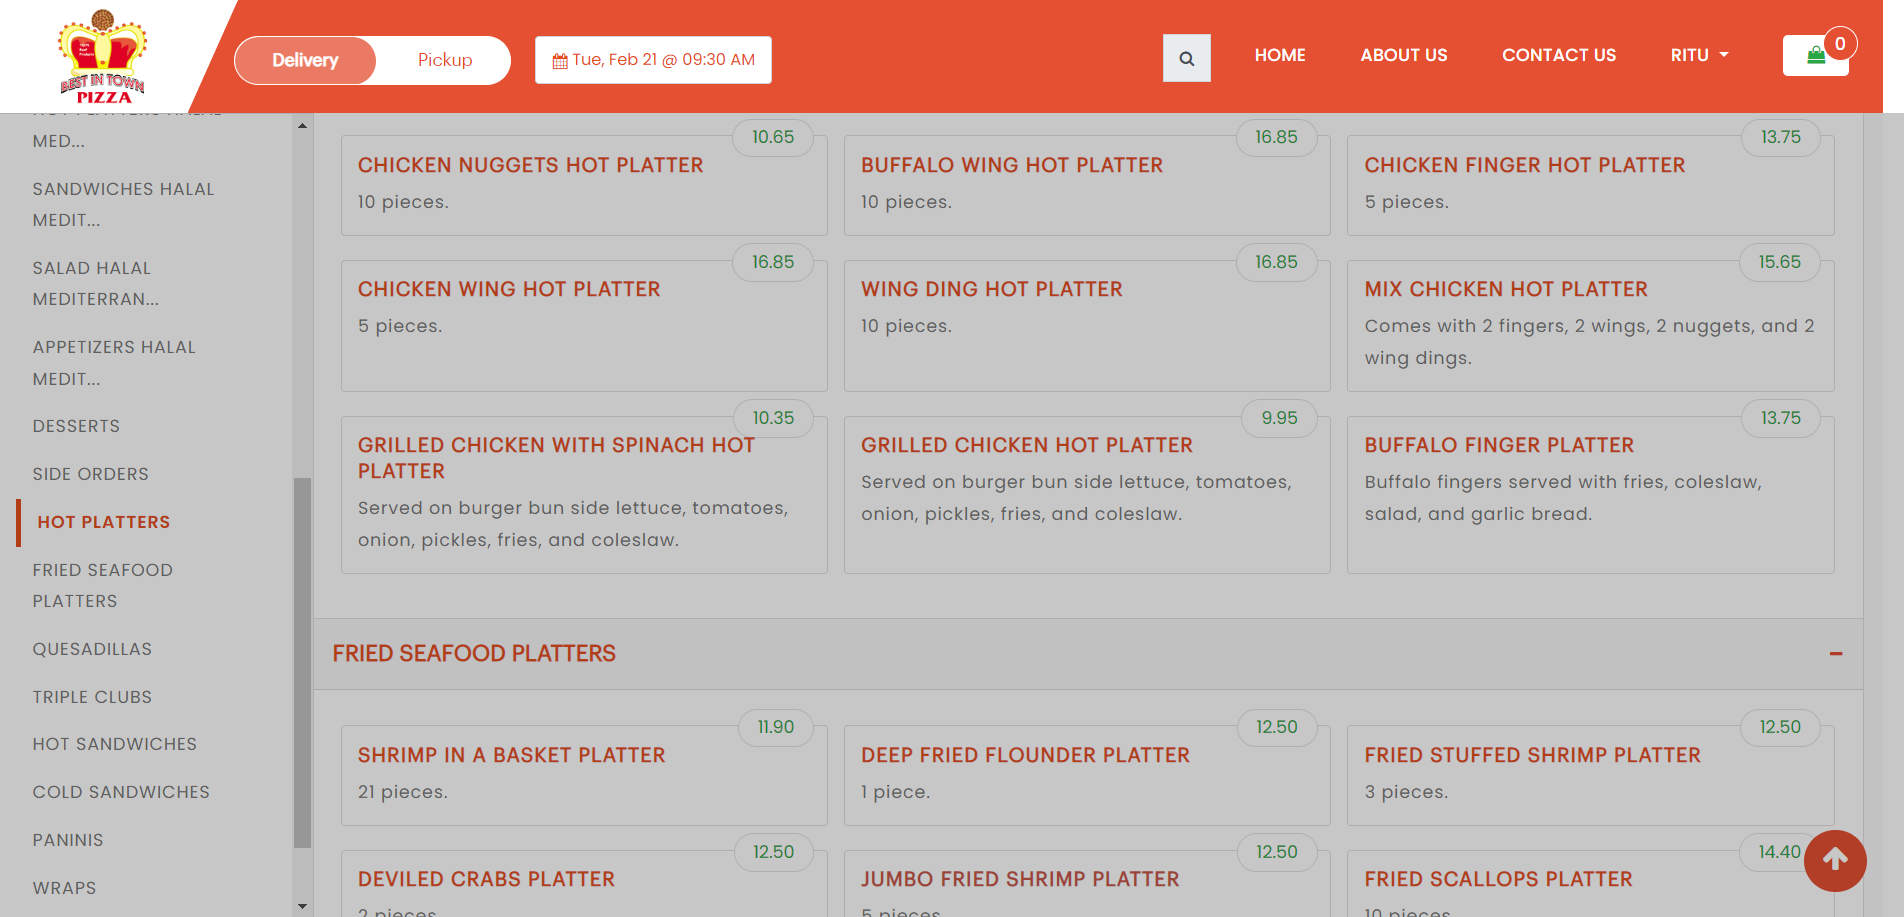 BEST IN TOWN
PIZZA
Delivery
Pickup
Tue, Feb 21 @ 09:30 AM
HOME
ABOUT US
CONTACT US
RITU
0
MED...
SANDWICHES HALAL
MEDIT...
SALAD HALAL
MEDITERRAN...
APPETIZERS HALAL
MEDIT...
DESSERTS
SIDE ORDERS
HOT PLATTERS
FRIED SEAFOOD
PLATTERS
QUESADILLAS
TRIPLE CLUBS
HOT SANDWICHES
COLD SANDWICHES
PANINIS
WRAPS
10.65
CHICKEN NUGGETS HOT PLATTER
10 pieces.
16.85
BUFFALO WING HOT PLATTER
10 pieces.
13.75
CHICKEN FINGER HOT PLATTER
5 pieces.
16.85
CHICKEN WING HOT PLATTER
5 pieces.
16.85
WING DING HOT PLATTER
10 pieces.
15.65
MIX CHICKEN HOT PLATTER
Comes with 2 fingers, 2 wings, 2 nuggets, and 2
wing dings.
10.35
GRILLED CHICKEN WITH SPINACH HOT
PLATTER
Served on burger bun side lettuce, tomatoes,
onion, pickles, fries, and coleslaw.
9.95
GRILLED CHICKEN HOT PLATTER
Served on burger bun side lettuce, tomatoes,
onion, pickles, fries, and coleslaw.
13.75
BUFFALO FINGER PLATTER
Buffalo fingers served with fries, coleslaw,
salad, and garlic bread.
FRIED SEAFOOD PLATTERS
11.90
SHRIMP IN A BASKET PLATTER
21 pieces.
12.50
DEEP FRIED FLOUNDER PLATTER
1 piece.
12.50
FRIED STUFFED SHRIMP PLATTER
3 pieces.
12.50
DEVILED CRABS PLATTER
2 pieces
12.50
JUMBO FRIED SHRIMP PLATTER
5 pieces
14.40
FRIED SCALLOPS PLATTER
10 pieces